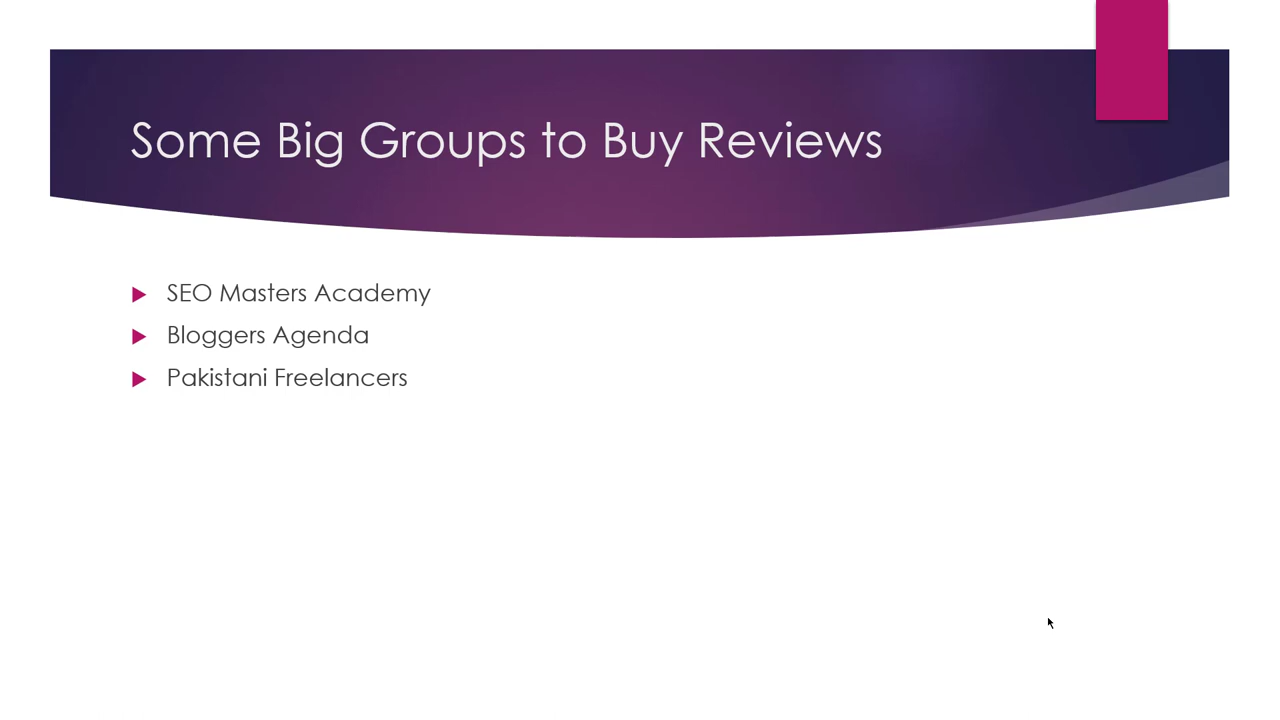 Some Big Groups to Buy Reviews
SEO Masters Academy
Bloggers Agenda
Pakistani Freelancers